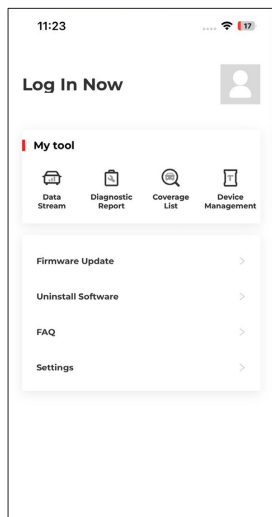 11:23
17
Log In Now
My tool
Data Stream
Diagnostic Report
Coverage List
Device Management
Firmware Update
Uninstall Software
FAQ
Settings